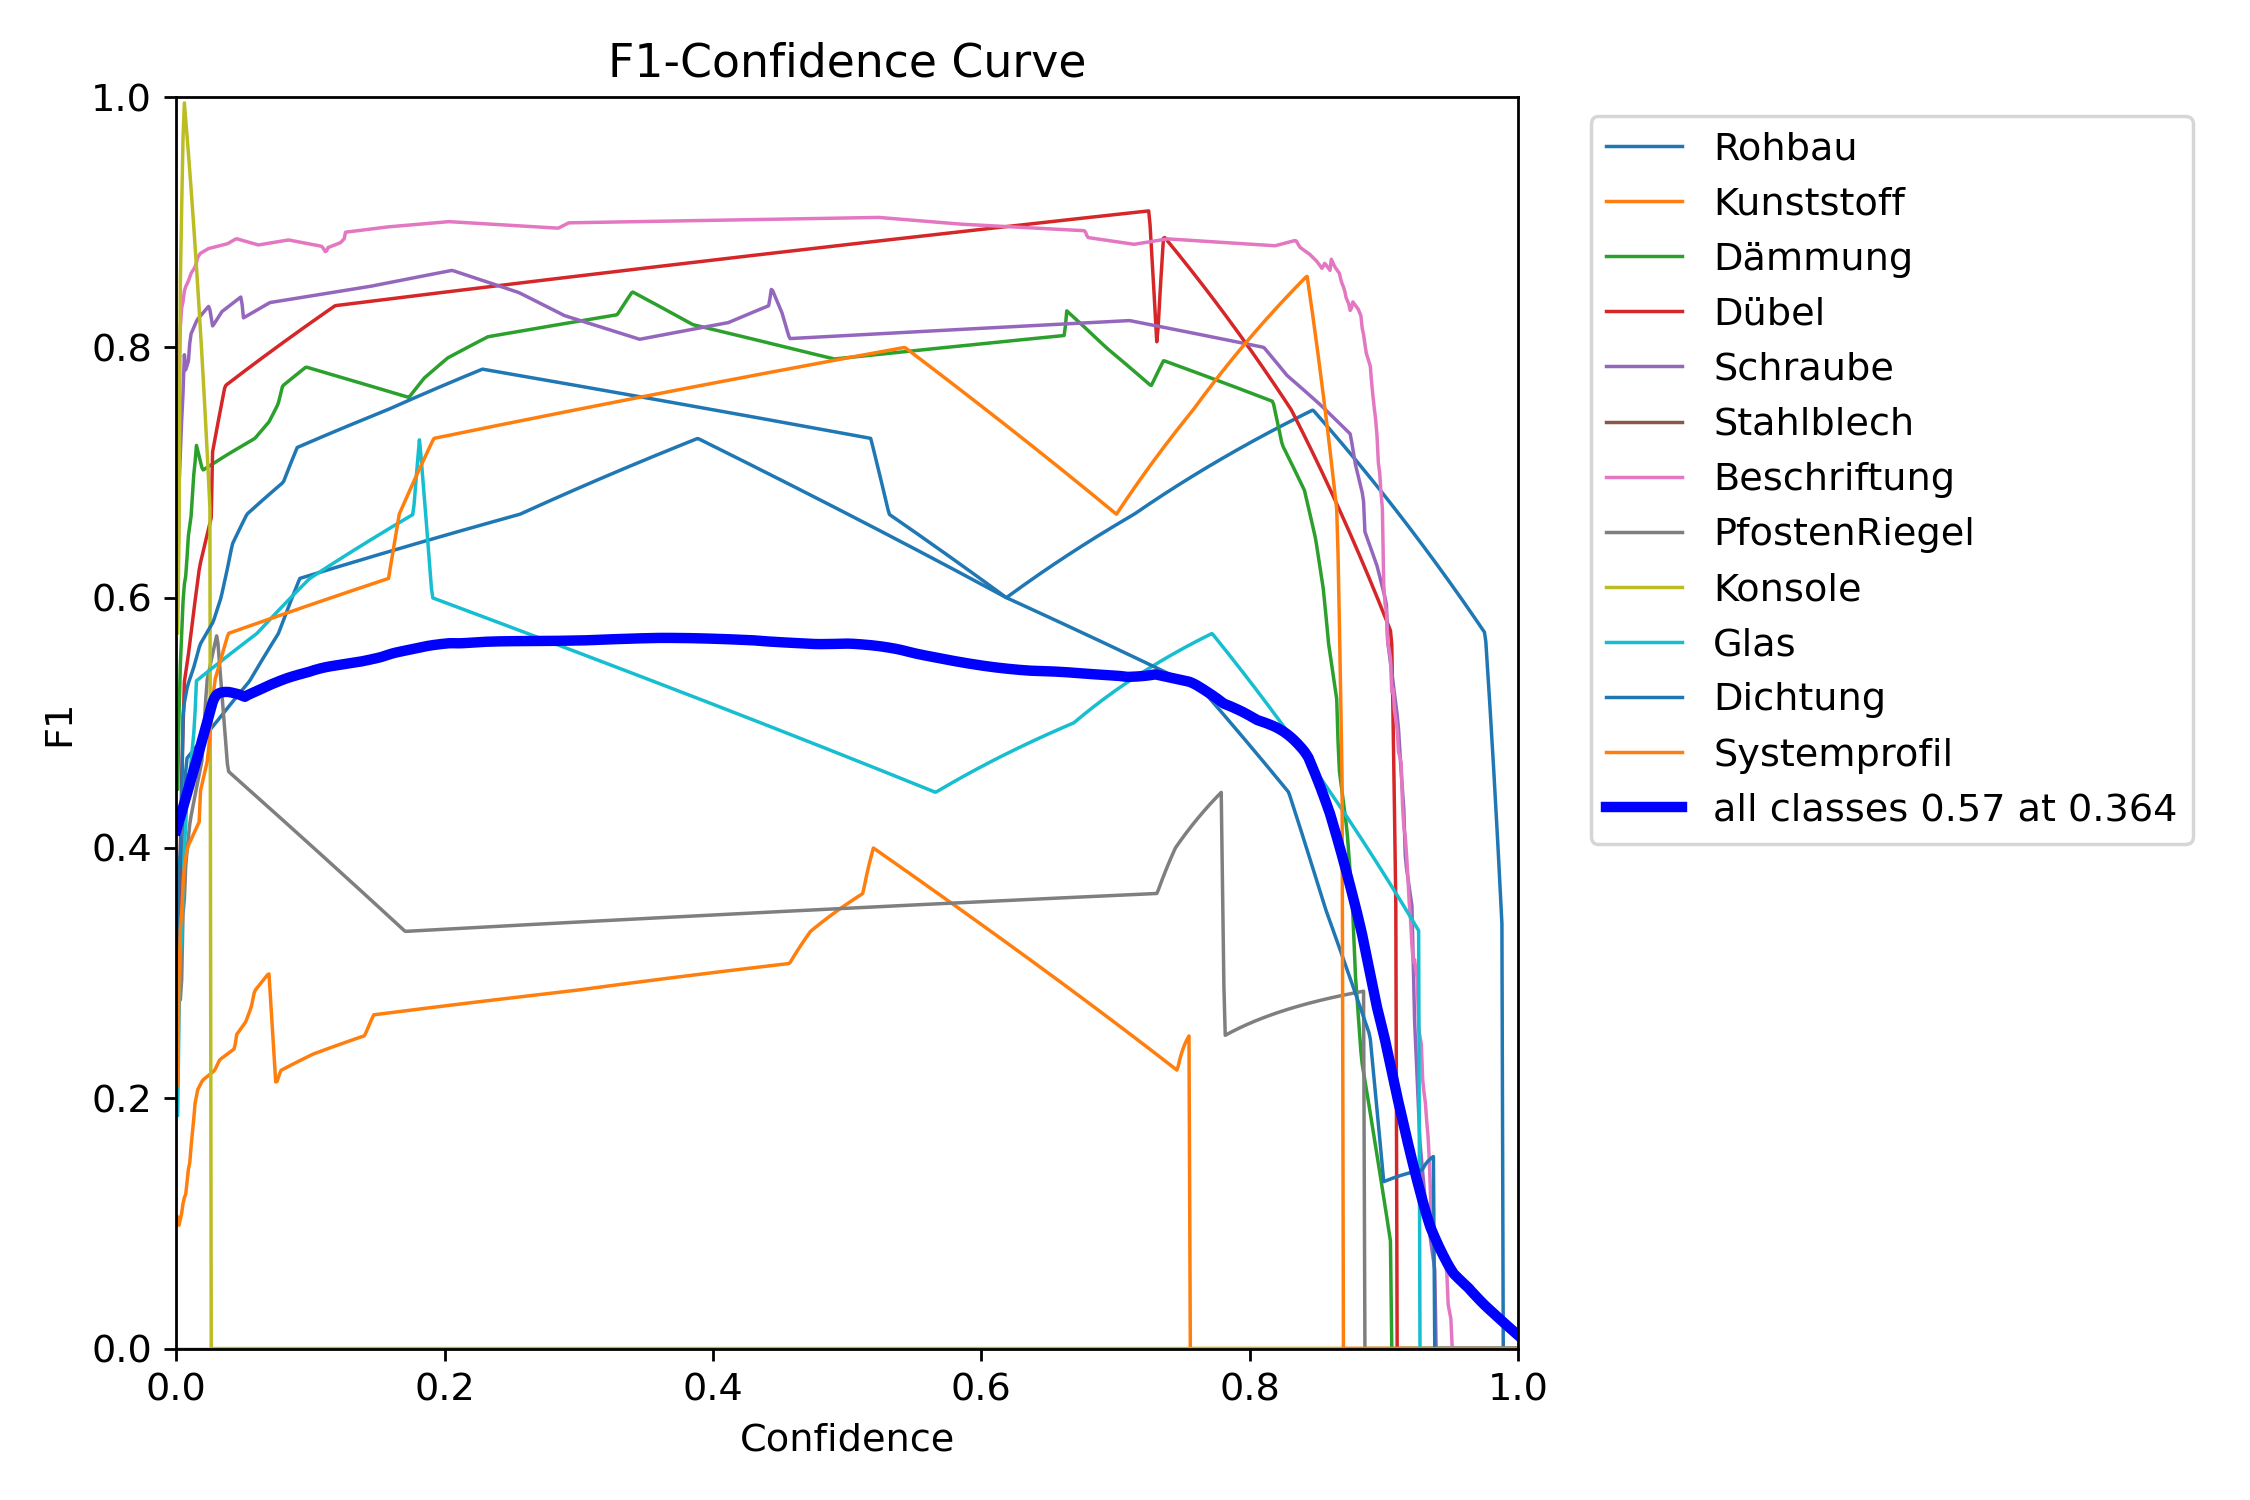 F1-Confidence Curve
1.0
0.8
0.6
0.4
0.2
0.0
F1
0.0 0.2 0.4 0.6 0.8 1.0
Confidence
Rohbau
Kunststoff
Dämmung
Dübel
Schraube
Stahlblech
Beschriftung
PfostenRiegel
Konsole
Glas
Dichtung
Systemprofil
all classes 0.57 at 0.364